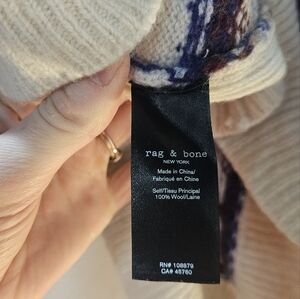 rag & bone
NEW YORK
Made in China/
Fabriqué en Chine
Self/Tissu Principal
100% Wool/Laine
RN# 108879
CA# 45760